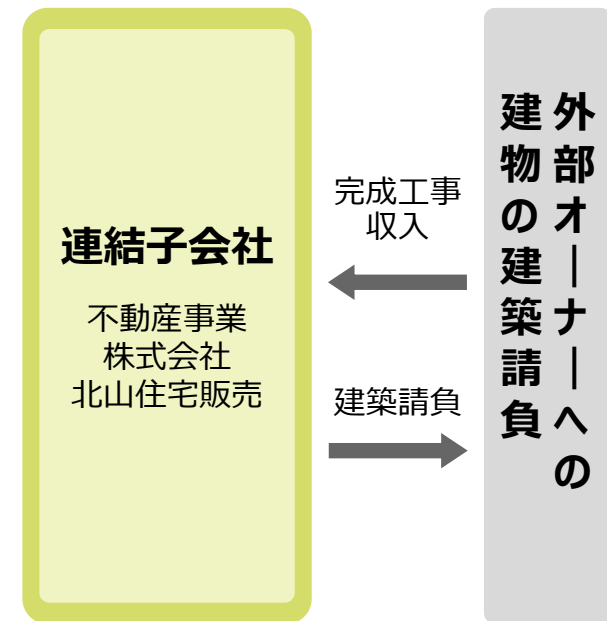 連結子会社
不動産事業
株式会社
北山住宅販売
完成工事
収入
建築請負
外部オーナーへの
建物の建築請負